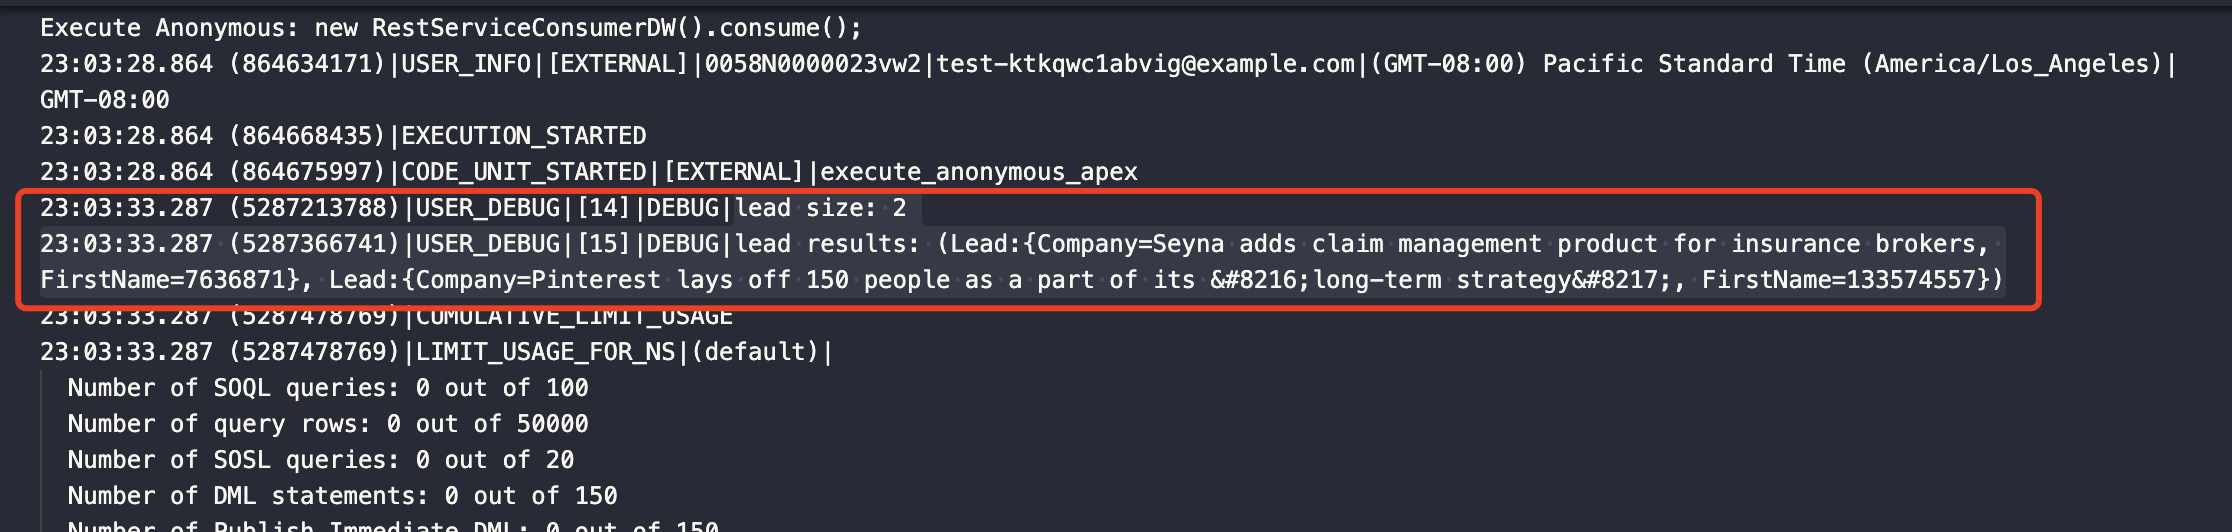 Execute Anonymous: new RestServiceConsumerDW().consume();
23:03:28.864 (864634171)|USER_INFO|[EXTERNAL]|0058N0000023vw2|test-ktkqwc1abvig@example.com|(GMT-08:00) Pacific Standard Time (America/Los_Angeles)|
GMT-08:00
23:03:28.864 (864668435)|EXECUTION_STARTED
23:03:28.864 (864675997)|CODE_UNIT_STARTED|[EXTERNAL]|execute_anonymous_apex
23:03:33.287 (5287213788)|USER_DEBUG|[14]|DEBUG|lead size: 2
23:03:33.287 (5287366741)|USER_DEBUG|[15]|DEBUG|lead results: (Lead:{Company=Seyna adds claim management product for insurance brokers,
FirstName=7636871}, Lead:{Company=Pinterest lays off 150 people as a part of its &#8216;long-term strategy&#8217;, FirstName=133574557})
23:03:33.287 (5287478769)|CUMULATIVE_LIMIT_USAGE
23:03:33.287 (5287478769)|LIMIT_USAGE_FOR_NS|(default)|
Number of SOQL queries: 0 out of 100
Number of query rows: 0 out of 50000
Number of SOSL queries: 0 out of 20
Number of DML statements: 0 out of 150
Number of Publish Immediate DML: 0 out of 150